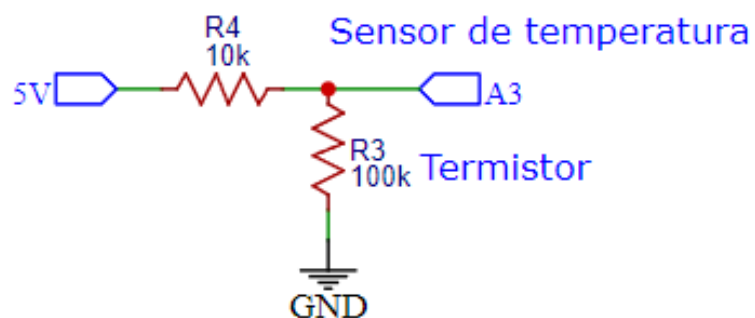 R4
10k
Sensor de temperatura
5V
A3
R3
100k
Termistor
GND